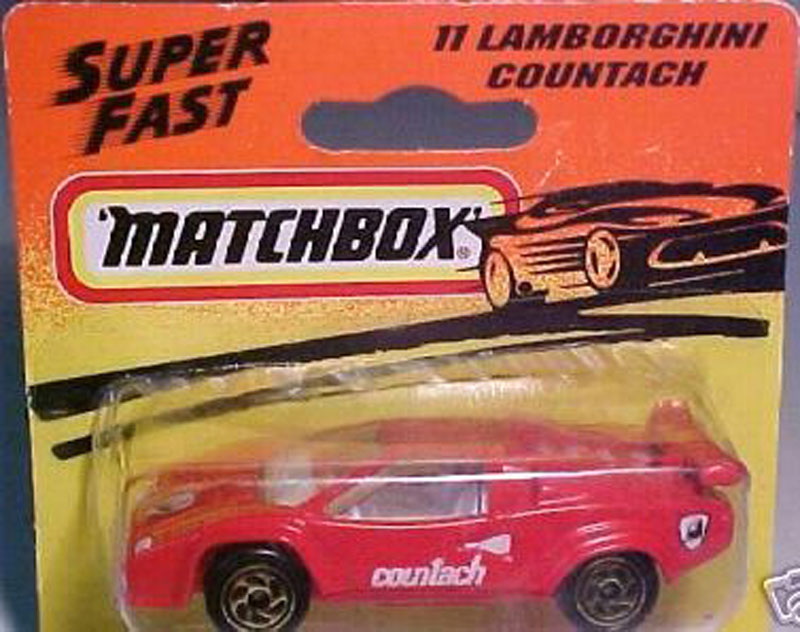 SUPER
FAST
11 LAMBORGHINI
COUNTACH
'MATCHBOX'®
countach